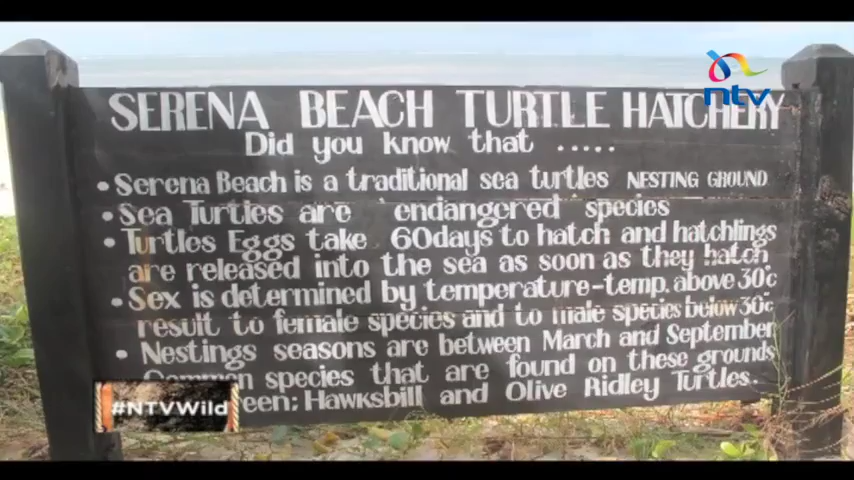 ntv
SERENA BEACH TURTLE HATCHERY
Did you know that .....
• Serena Beach is a traditional sea turtles NESTING GROUND
• Sea Turtles are endangered species
• Turtles Eggs take 60days to hatch and hatchlings
are released into the sea as soon as they hatch
• Sex is determined by temperature-temp. above 30°c
result to female species and to male species below 30°c
• Nestings seasons are between March and September
Common species that are found on these grounds
reen: Hawksbill and Olive Ridley Turtles.
#NTVWild